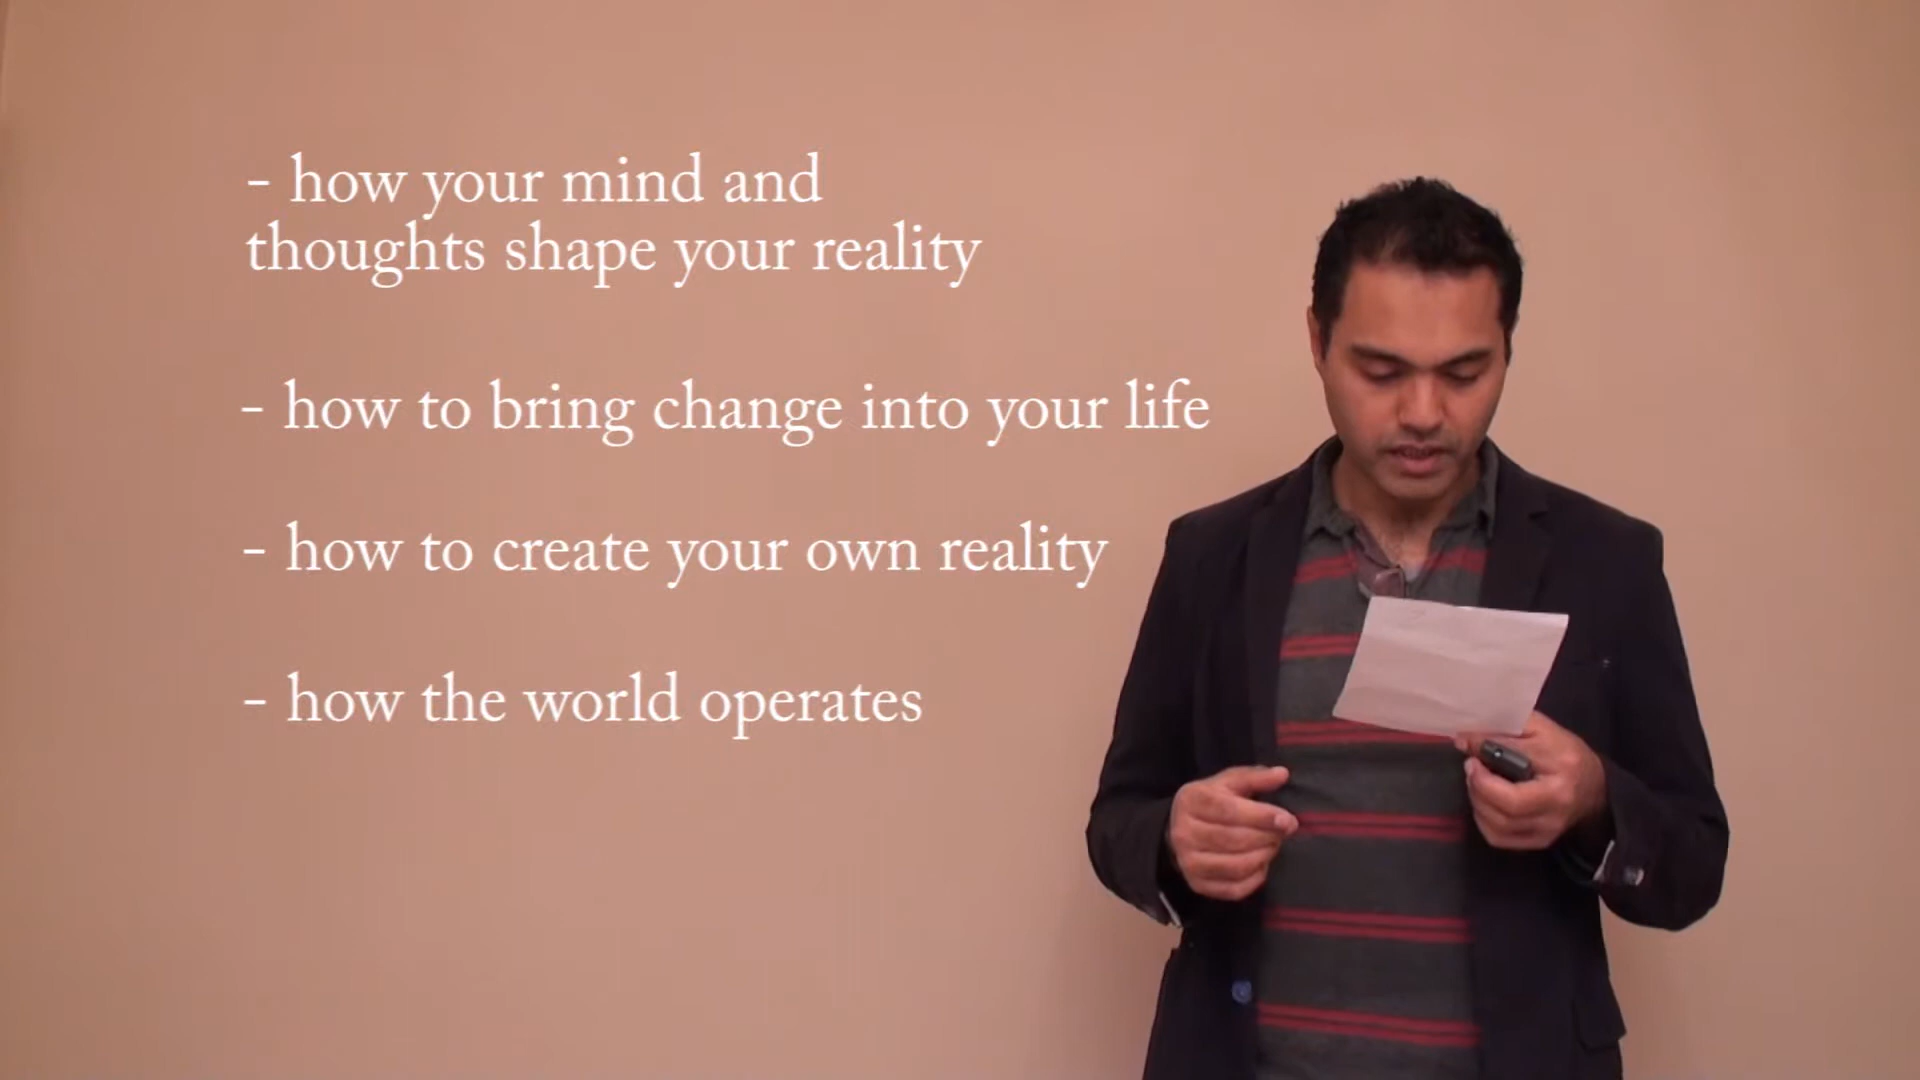 - how your mind and
thoughts shape your reality
- how to bring change into your life
- how to create your own reality
- how the world operates